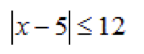 |x − 5| ≤ 12